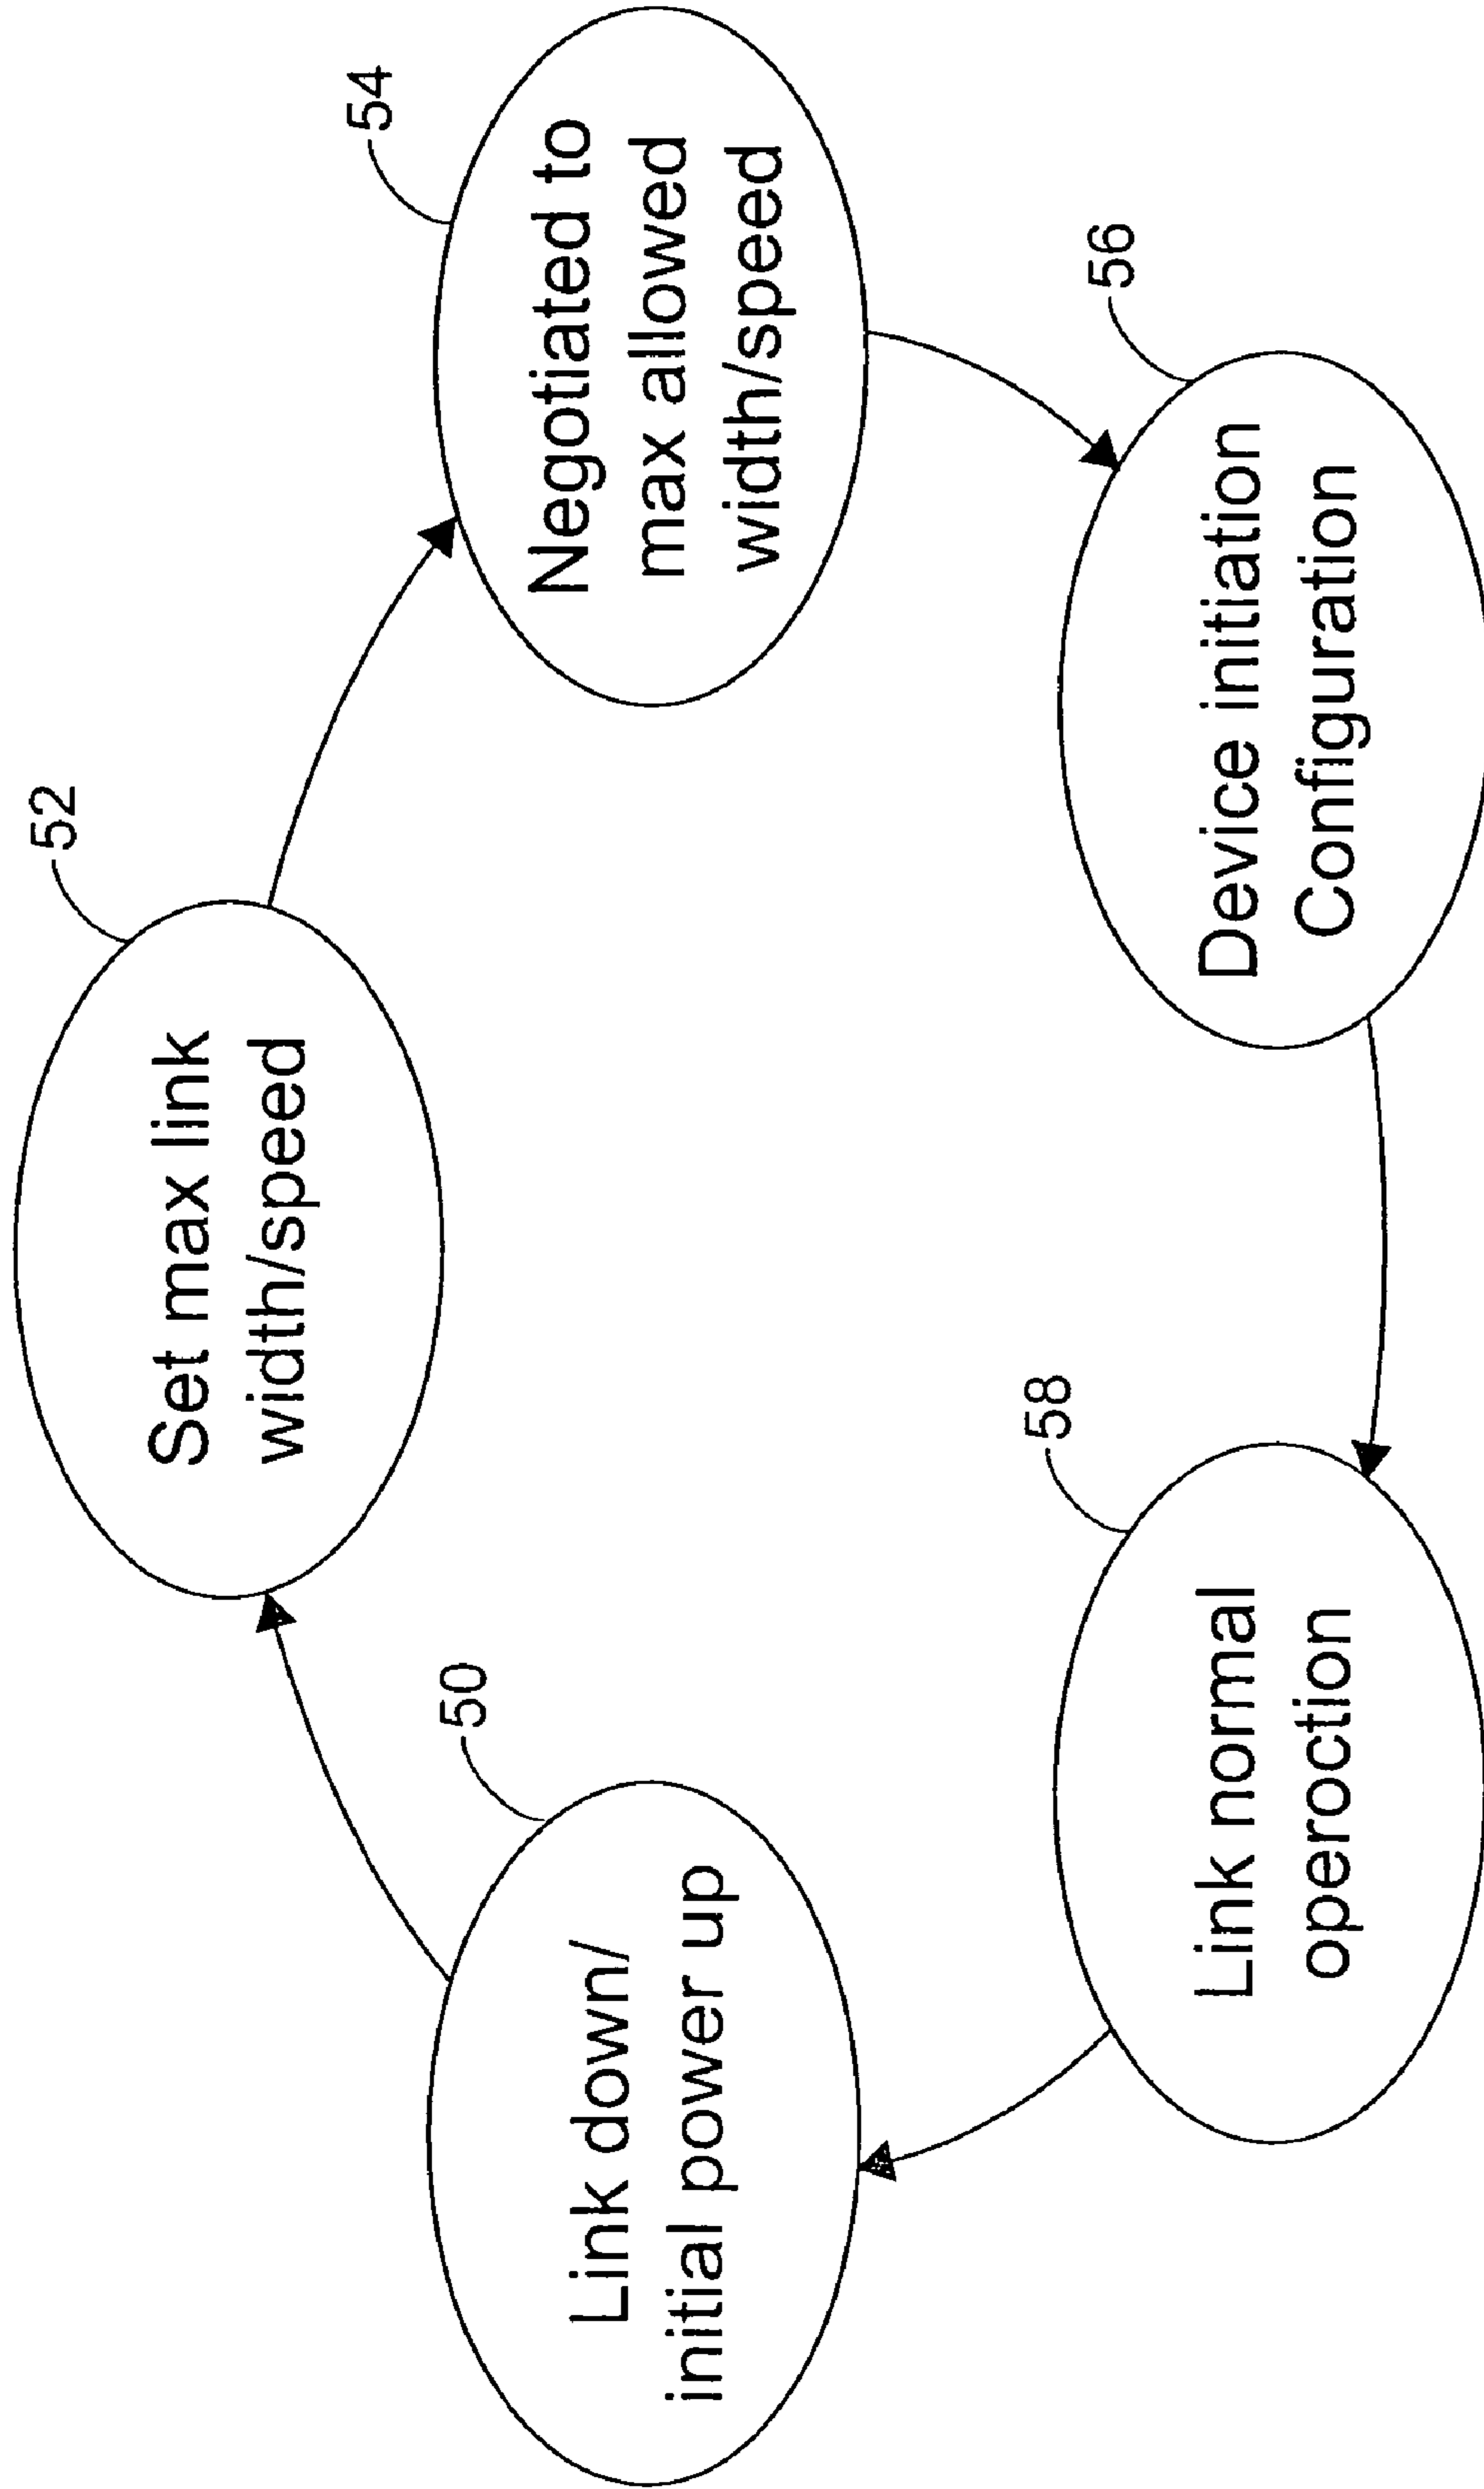 52
Set max link
width/speed
54
Negotiated to
max allowed
width/speed
50
Link down/
initial power up
56
Device initiation
Configuration
58
Link normal
operoction